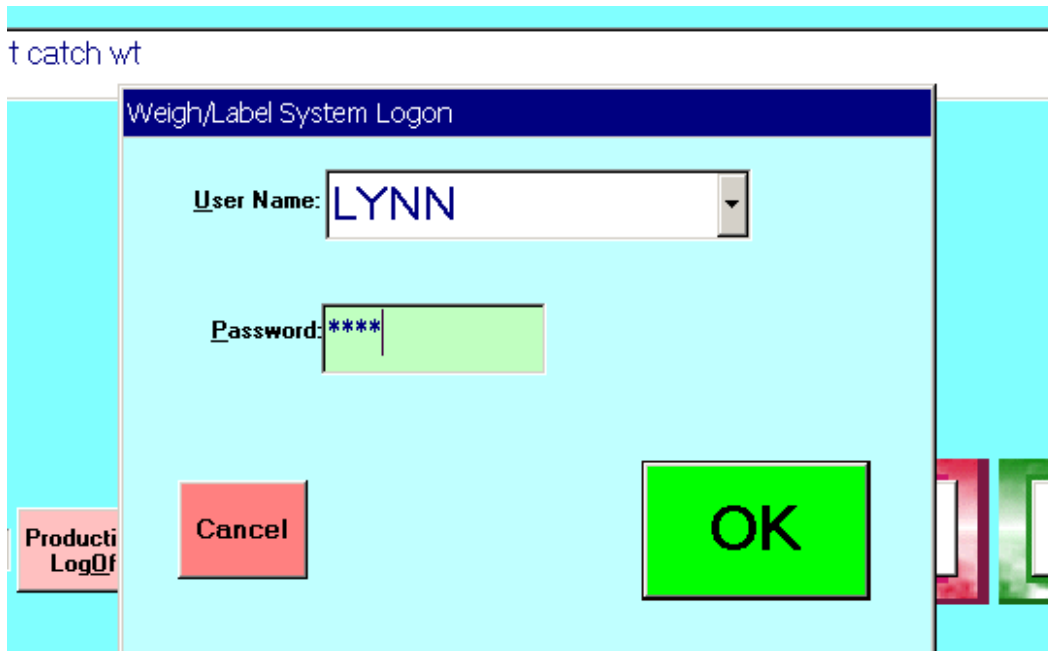 t catch wt
Weigh/Label System Logon
User Name: LYNN
Password: ****
Cancel
OK
Producti
LogOf